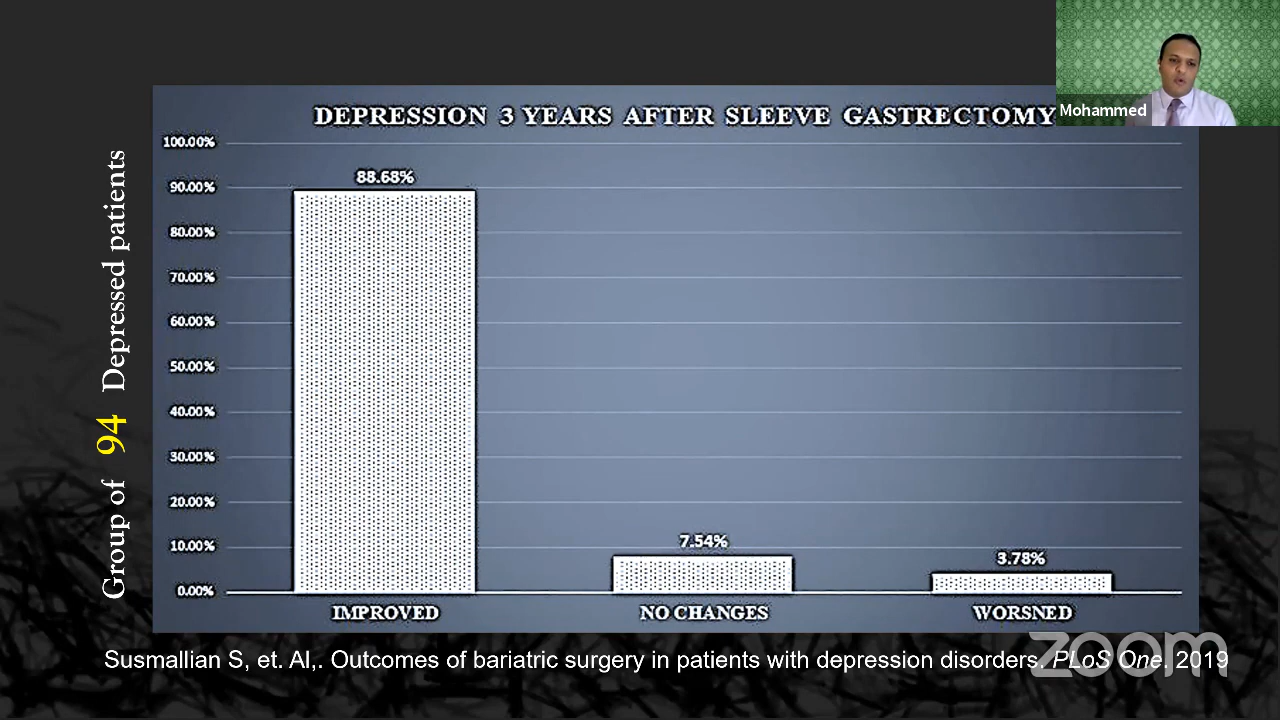 DEPRESSION 3 YEARS AFTER SLEEVE GASTRECTOMY
Mohammed
Group of 94 Depressed patients
100.00%
90.00%
80.00%
70.00%
60.00%
50.00%
40.00%
30.00%
20.00%
10.00%
0.00%
88.68%
7.54%
3.78%
IMPROVED
NO CHANGES
WORSNED
Susmallian S, et. Al,. Outcomes of bariatric surgery in patients with depression disorders. PLoS One. 2019
zoom